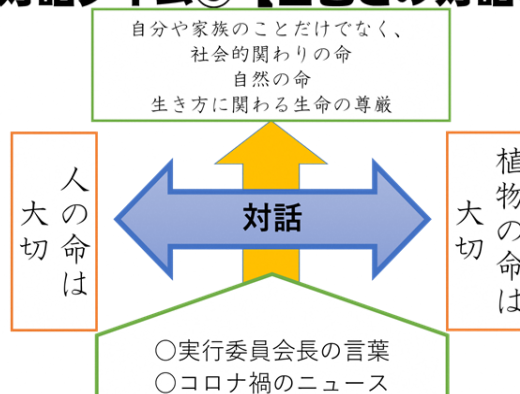 自分や家族のことだけでなく、
社会的関わりの命
自然の命
生き方に関わる生命の尊厳
人の命は
大切
対話
植物の命は
大切
○実行委員会長の言葉
○コロナ禍のニュース